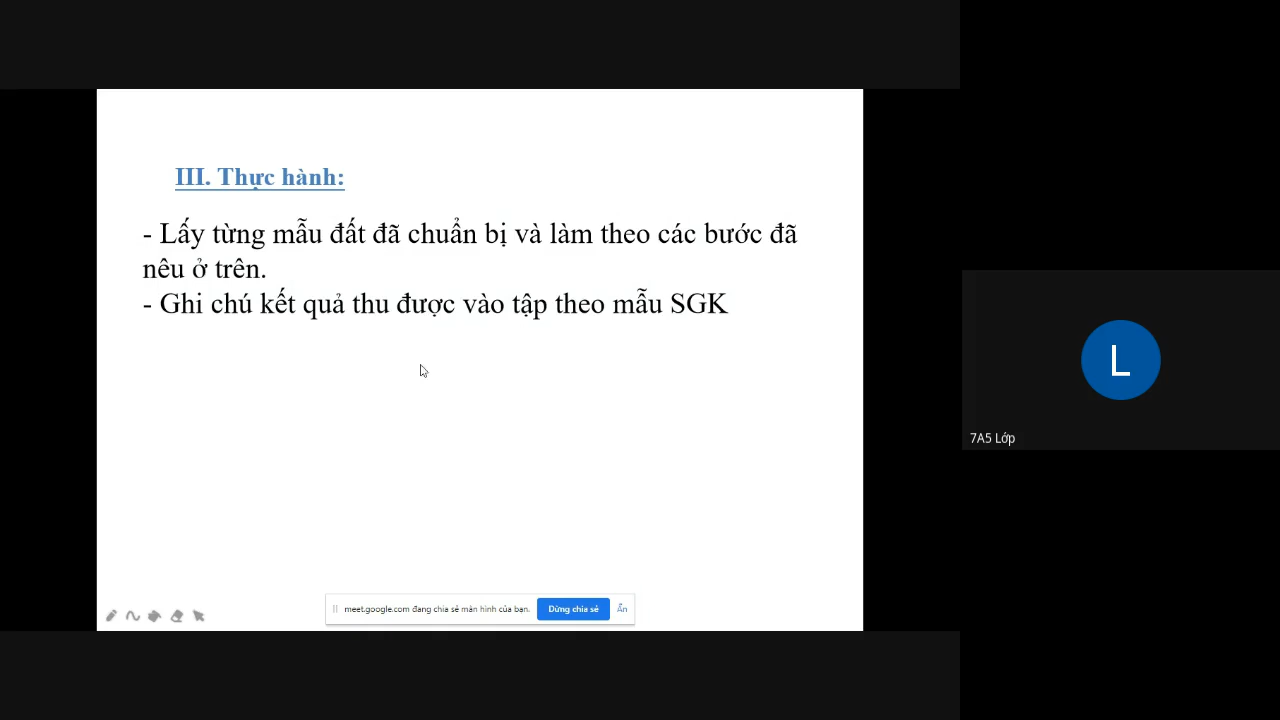 III. Thực hành:
- Lấy từng mẫu đất đã chuẩn bị và làm theo các bước đã
nêu ở trên.
- Ghi chú kết quả thu được vào tập theo mẫu SGK
L
7A5 Lớp
meet.google.com đang chia sẻ màn hình của bạn.
Dừng chia sẻ
Ẩn